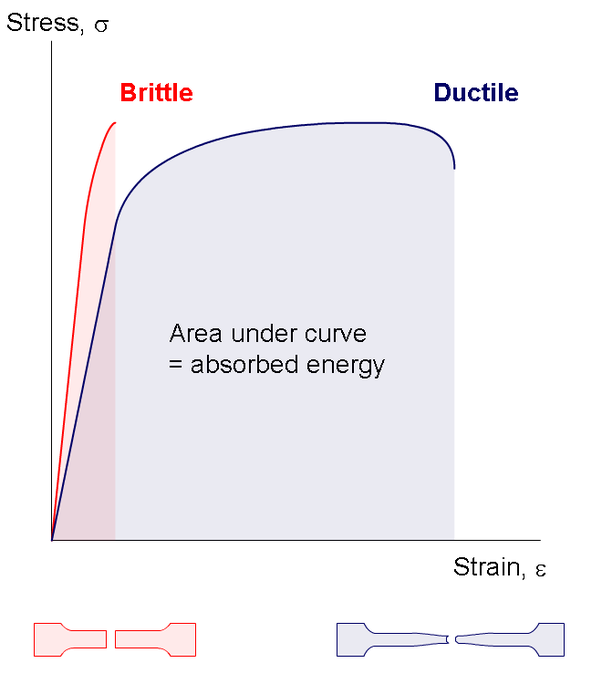 Stress, σ
Brittle
Ductile
Area under curve
= absorbed energy
Strain, ε